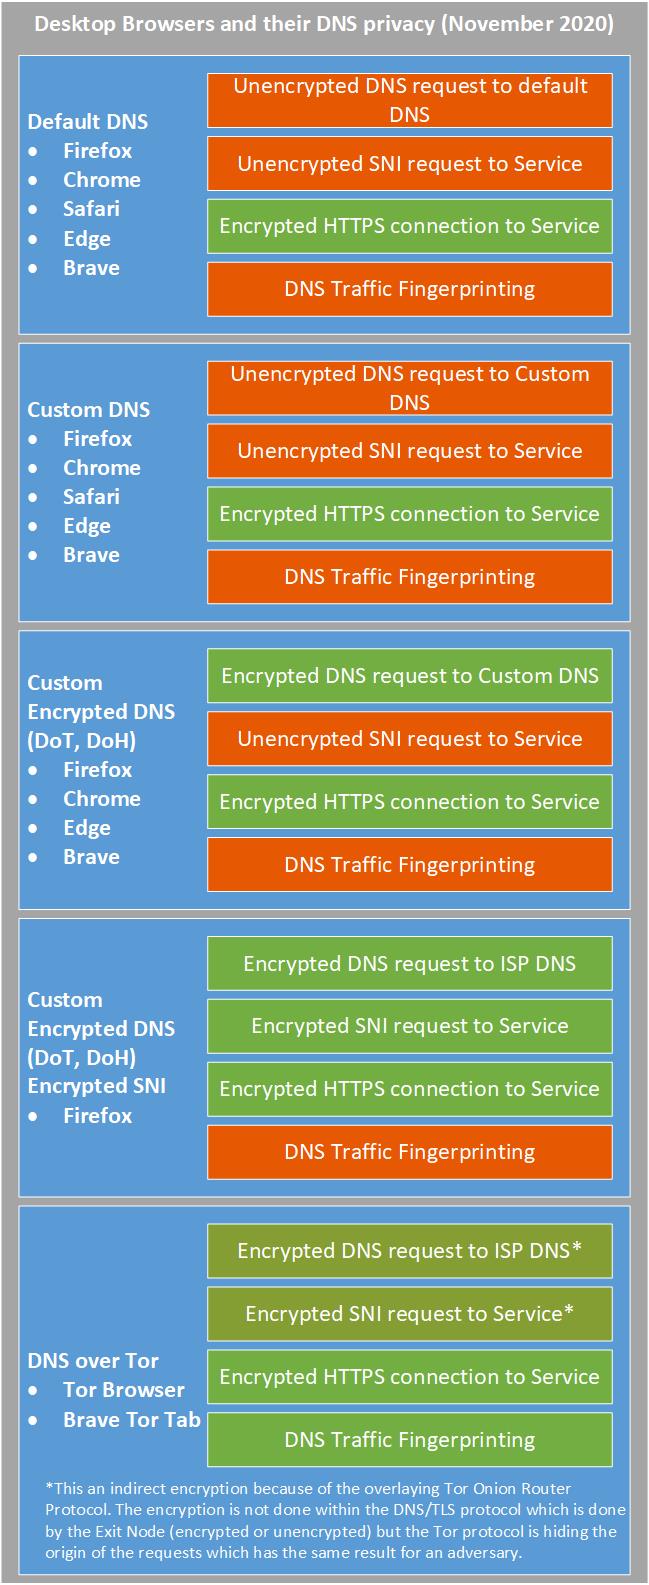 Desktop Browsers and their DNS privacy (November 2020)
Default DNS
• Firefox
• Chrome
• Safari
• Edge
• Brave
Unencrypted DNS request to default
DNS
Unencrypted SNI request to Service
Encrypted HTTPS connection to Service
DNS Traffic Fingerprinting
Custom DNS
• Firefox
• Chrome
• Safari
• Edge
• Brave
Unencrypted DNS request to Custom
DNS
Unencrypted SNI request to Service
Encrypted HTTPS connection to Service
DNS Traffic Fingerprinting
Custom
Encrypted DNS
(DoT, DoH)
• Firefox
• Chrome
• Edge
• Brave
Encrypted DNS request to Custom DNS
Unencrypted SNI request to Service
Encrypted HTTPS connection to Service
DNS Traffic Fingerprinting
Custom
Encrypted DNS
(DoT, DoH)
Encrypted SNI
• Firefox
Encrypted DNS request to ISP DNS
Encrypted SNI request to Service
Encrypted HTTPS connection to Service
DNS Traffic Fingerprinting
DNS over Tor
• Tor Browser
• Brave Tor Tab
Encrypted DNS request to ISP DNS*
Encrypted SNI request to Service*
Encrypted HTTPS connection to Service
DNS Traffic Fingerprinting
*This an indirect encryption because of the overlaying Tor Onion Router
Protocol. The encryption is not done within the DNS/TLS protocol which is done
by the Exit Node (encrypted or unencrypted) but the Tor protocol is hiding the
origin of the requests which has the same result for an adversary.